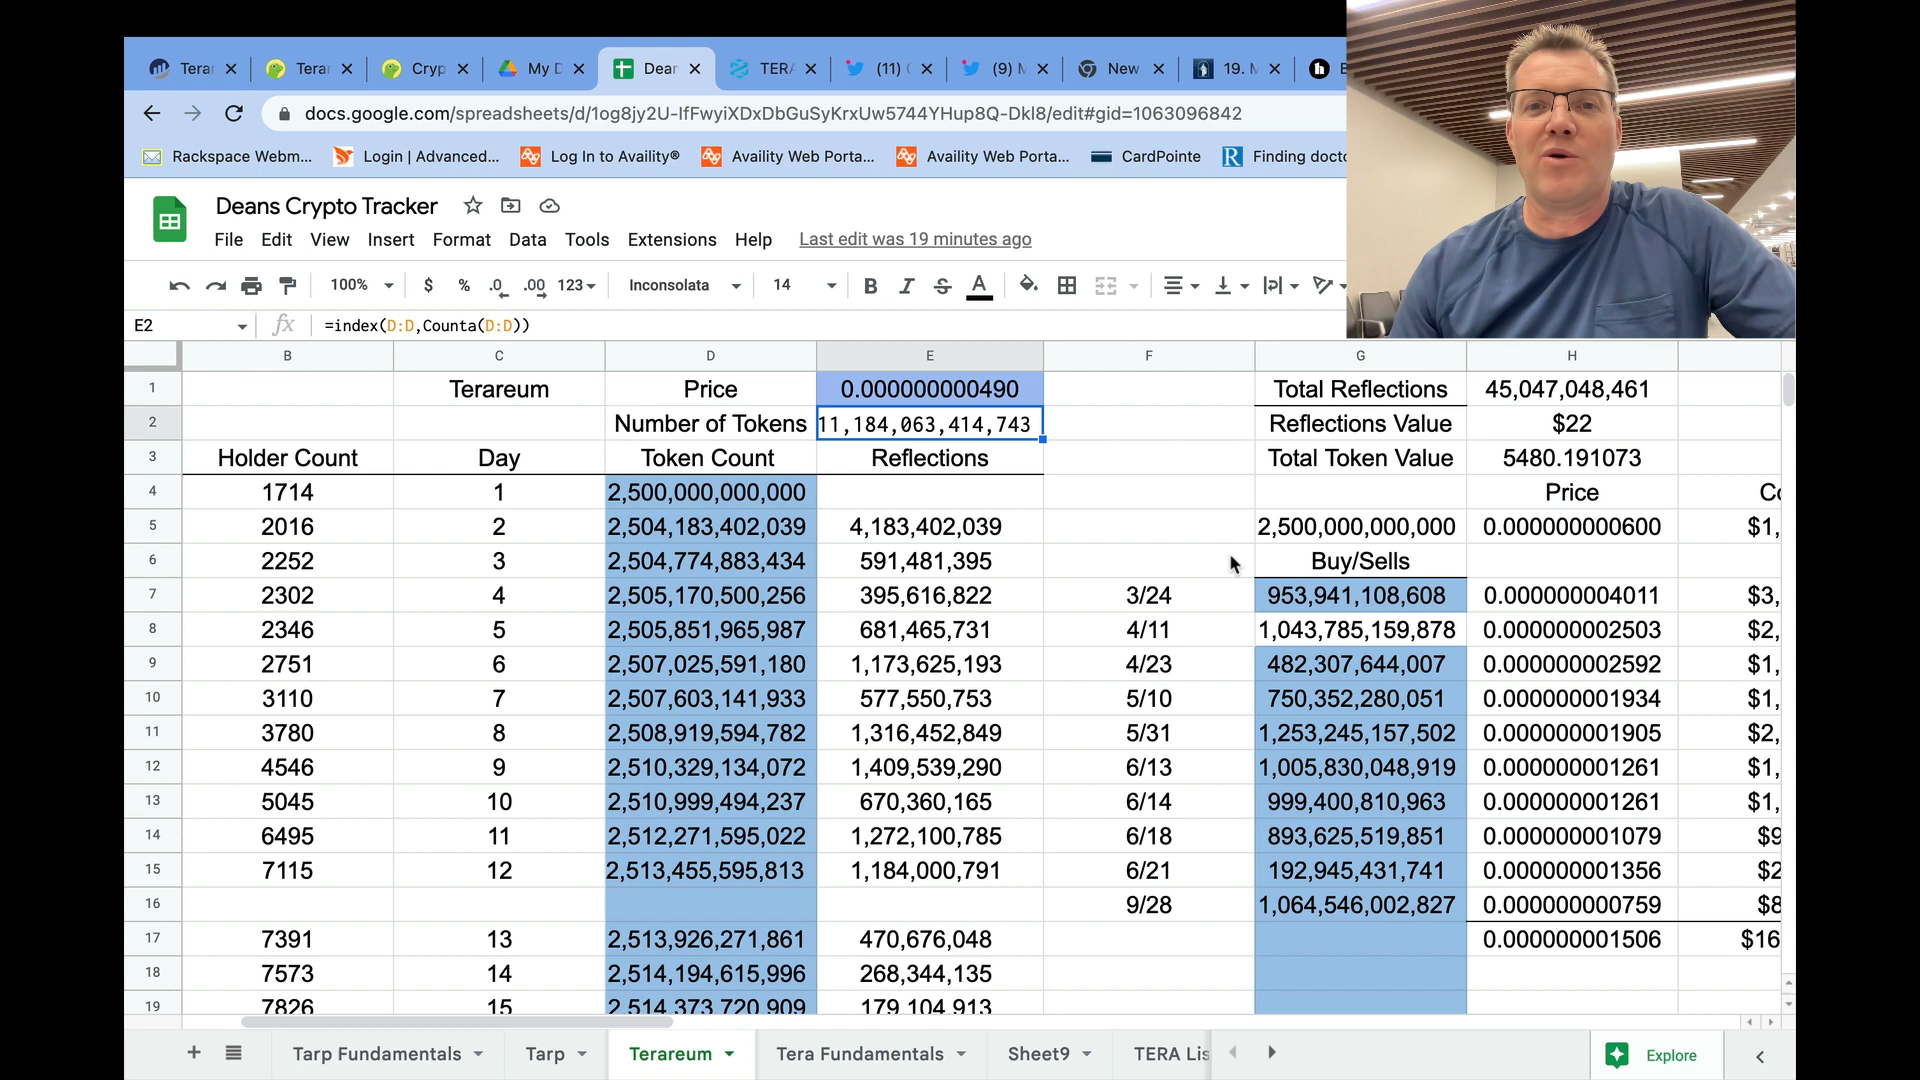 Terar
Terar
Cryp
My D
Dear
TERA
(11)
(9) M
New
19. M
docs.google.com/spreadsheets/d/1og8jy2U-IfFwyiXDxDbGuSyKrxUw5744YHup8Q-DkI8/edit#gid=1063096842
Rackspace Webm... Login | Advanced... Log In to Availity® Availity Web Porta... Availity Web Porta... CardPointe Finding docto
Deans Crypto Tracker
File Edit View Insert Format Data Tools Extensions Help Last edit was 19 minutes ago
100% $ % .0 .00 123 Inconsolata 14 B I S A
E2 fx =index(D:D,Counta(D:D))
B C D E F G H
1 Terareum Price 0.000000000490 Total Reflections 45,047,048,461
2 Number of Tokens 11,184,063,414,743 Reflections Value $22
3 Holder Count Day Token Count Reflections Total Token Value 5480.191073
4 1714 1 2,500,000,000,000 Price
5 2016 2 2,504,183,402,039 4,183,402,039 2,500,000,000,000 0.000000000600 $1,
6 2252 3 2,504,774,883,434 591,481,395 Buy/Sells
7 2302 4 2,505,170,500,256 395,616,822 3/24 953,941,108,608 0.000000004011 $3,
8 2346 5 2,505,851,965,987 681,465,731 4/11 1,043,785,159,878 0.000000002503 $2,
9 2751 6 2,507,025,591,180 1,173,625,193 4/23 482,307,644,007 0.000000002592 $1,
10 3110 7 2,507,603,141,933 577,550,753 5/10 750,352,280,051 0.000000001934 $1,
11 3780 8 2,508,919,594,782 1,316,452,849 5/31 1,253,245,157,502 0.000000001905 $2,
12 4546 9 2,510,329,134,072 1,409,539,290 6/13 1,005,830,048,919 0.000000001261 $1,
13 5045 10 2,510,999,494,237 670,360,165 6/14 999,400,810,963 0.000000001261 $1,
14 6495 11 2,512,271,595,022 1,272,100,785 6/18 893,625,519,851 0.000000001079 $9
15 7115 12 2,513,455,595,813 1,184,000,791 6/21 192,945,431,741 0.000000001356 $2
16 9/28 1,064,546,002,827 0.000000000759 $8
17 7391 13 2,513,926,271,861 470,676,048 0.000000001506 $16
18 7573 14 2,514,194,615,996 268,344,135
19 7826 15 2,514,373,720,909 179,104,913
Tarp Fundamentals Tarp Terareum Tera Fundamentals Sheet9 TERA Lis Explore